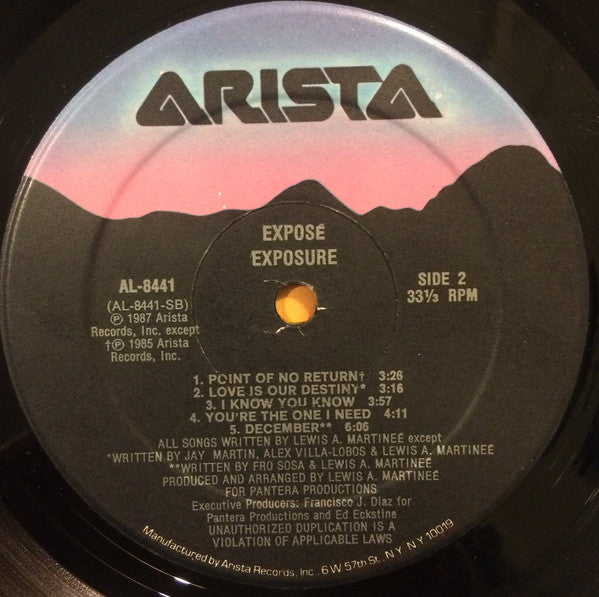 ARISTA
EXPOSÉ
EXPOSURE
AL-8441
(AL-8441-SB)
℗ 1987 Arista
Records, Inc. except
†℗ 1985 Arista
Records, Inc.
SIDE 2
33⅓ RPM
1. POINT OF NO RETURN† 3:26
2. LOVE IS OUR DESTINY* 3:16
3. I KNOW YOU KNOW 3:57
4. YOU'RE THE ONE I NEED 4:11
5. DECEMBER** 6:06
ALL SONGS WRITTEN BY LEWIS A. MARTINEÉ except
*WRITTEN BY JAY MARTIN, ALEX VILLA-LOBOS & LEWIS A. MARTINEÉ
**WRITTEN BY FRO SOSA & LEWIS A. MARTINEÉ
PRODUCED AND ARRANGED BY LEWIS A. MARTINEÉ
FOR PANTERA PRODUCTIONS
Executive Producers: Francisco J. Diaz for
Pantera Productions and Ed Eckstine
UNAUTHORIZED DUPLICATION IS A
VIOLATION OF APPLICABLE LAWS
Manufactured by Arista Records, Inc., 6 W 57th St., N.Y. N.Y 10019